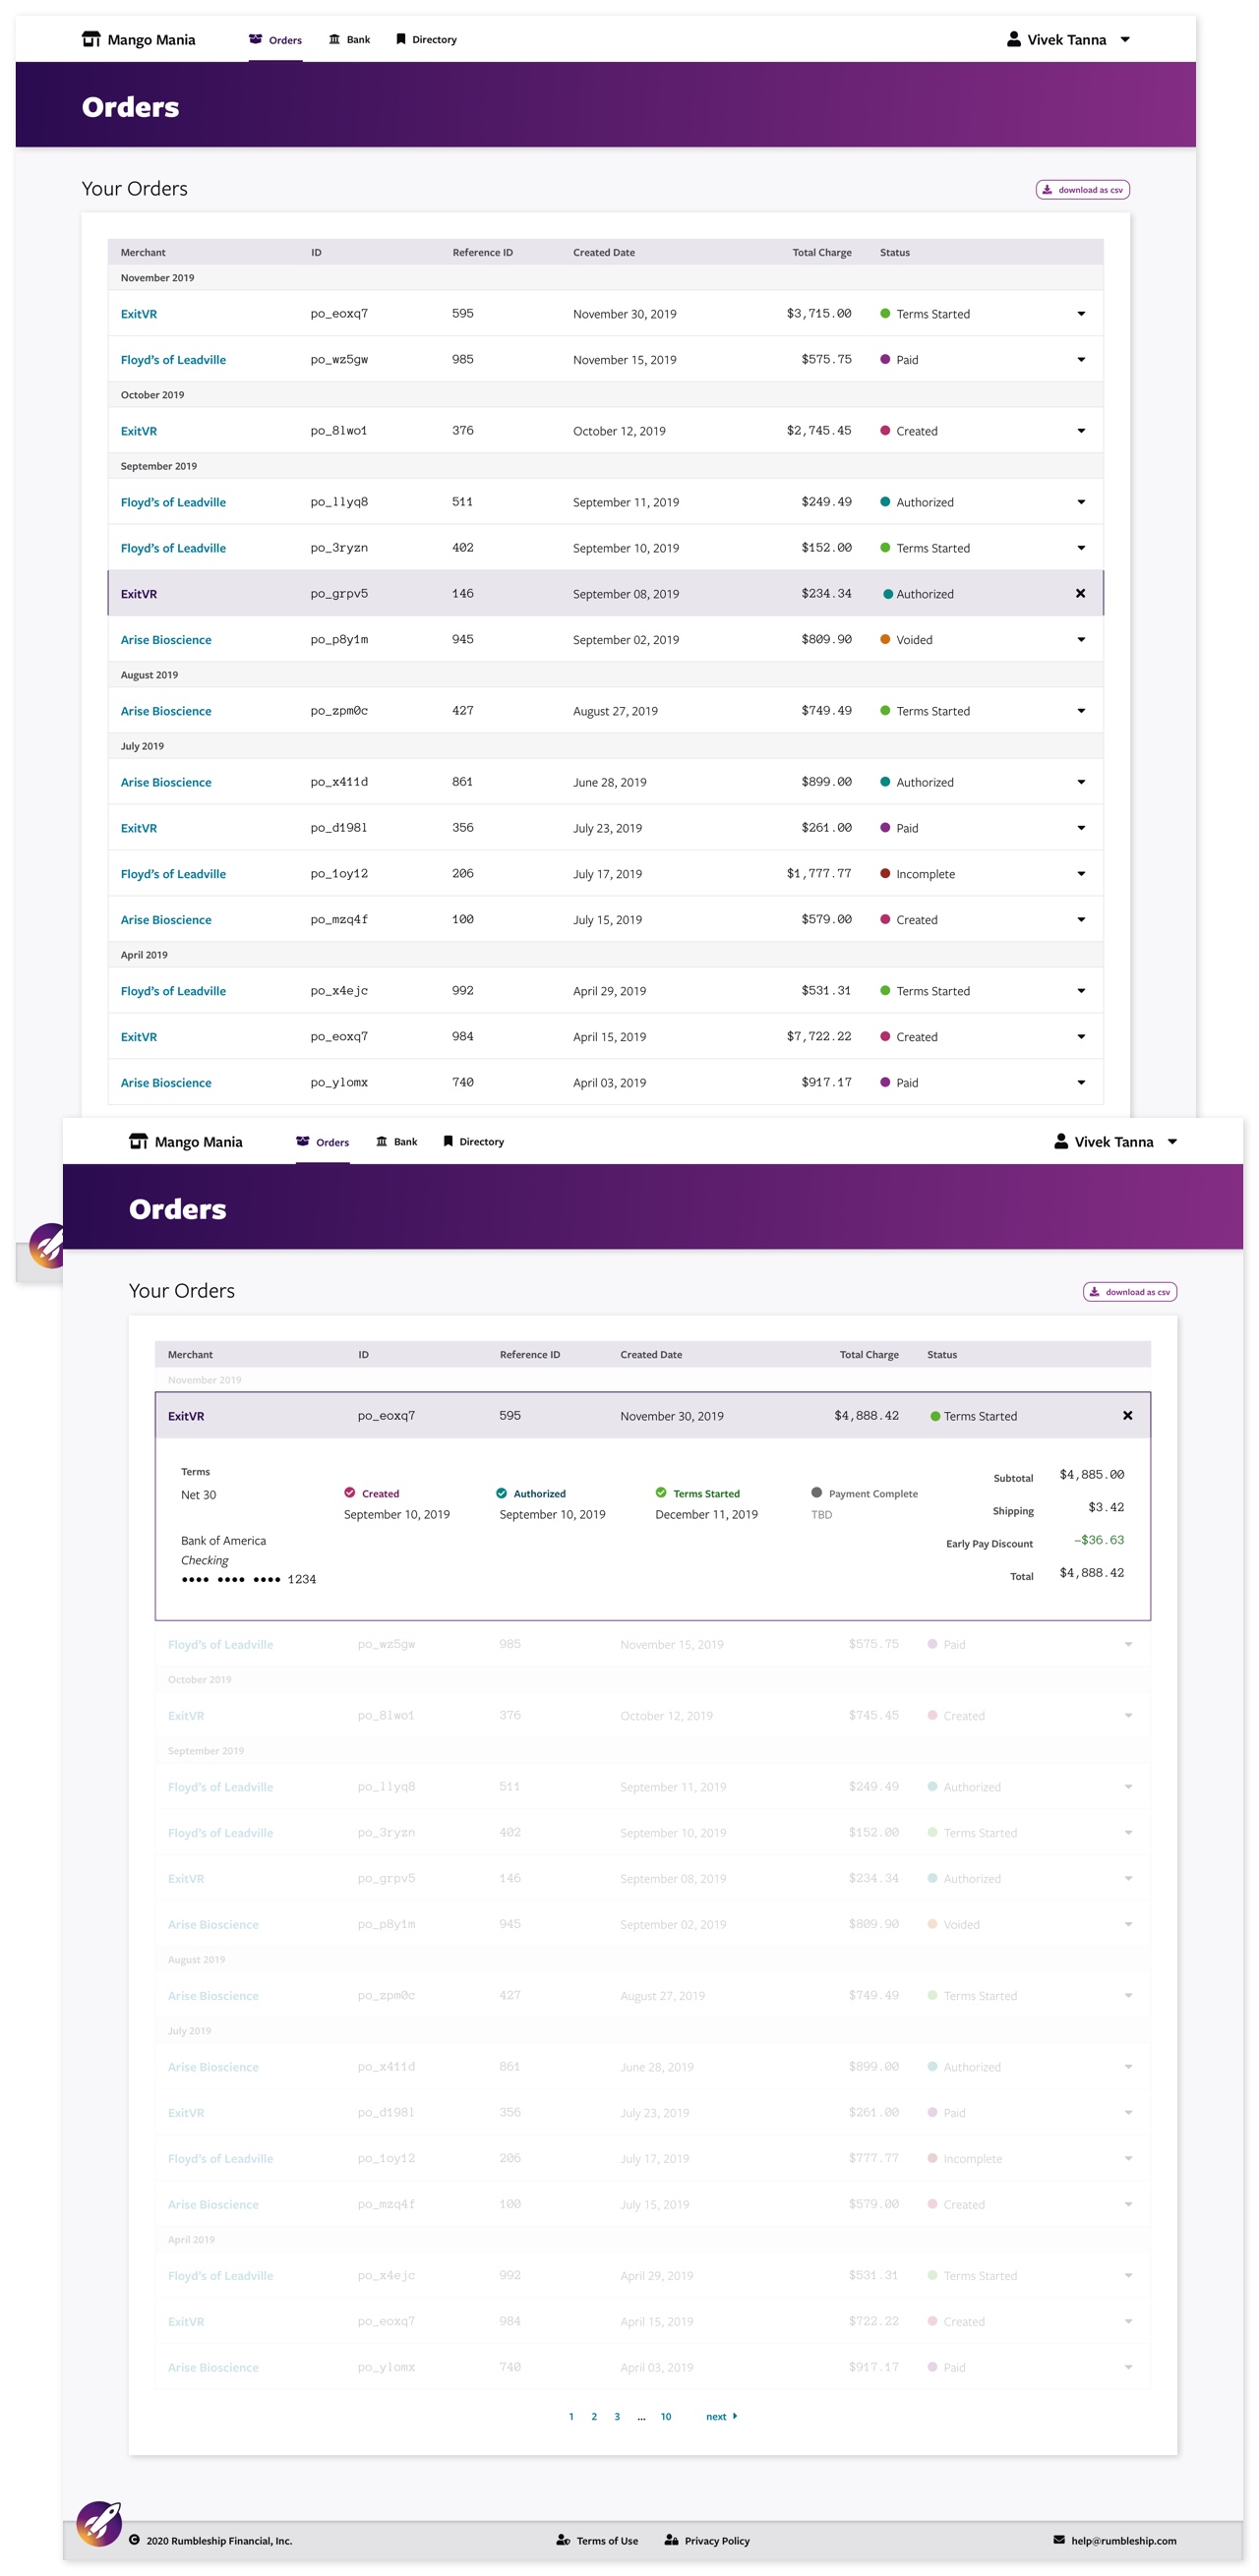 Mango Mania Orders Bank Directory Vivek Tanna
Orders
Your Orders download as csv
Merchant ID Reference ID Created Date Total Charge Status
November 2019
ExitVR po_eoxq7 595 November 30, 2019 $3,715.00 Terms Started
Floyd's of Leadville po_wz5gw 985 November 15, 2019 $575.75 Paid
October 2019
ExitVR po_8lwo1 376 October 12, 2019 $2,745.45 Created
September 2019
Floyd's of Leadville po_llyq8 511 September 11, 2019 $249.49 Authorized
Floyd's of Leadville po_3ryzn 402 September 10, 2019 $152.00 Terms Started
ExitVR po_grpv5 146 September 08, 2019 $234.34 Authorized
Arise Bioscience po_p8y1m 945 September 02, 2019 $809.90 Voided
August 2019
Arise Bioscience po_zpm0c 427 August 27, 2019 $749.49 Terms Started
July 2019
Arise Bioscience po_x411d 861 June 28, 2019 $899.00 Authorized
ExitVR po_d198l 356 July 23, 2019 $261.00 Paid
Floyd's of Leadville po_1oy12 206 July 17, 2019 $1,777.77 Incomplete
Arise Bioscience po_mzq4f 100 July 15, 2019 $579.00 Created
April 2019
Floyd's of Leadville po_x4ejc 992 April 29, 2019 $531.31 Terms Started
ExitVR po_eoxq7 984 April 15, 2019 $7,722.22 Created
Arise Bioscience po_ylomx 740 April 03, 2019 $917.17 Paid
Mango Mania Orders Bank Directory Vivek Tanna
Orders
Your Orders download as csv
Merchant ID Reference ID Created Date Total Charge Status
November 2019
ExitVR po_eoxq7 595 November 30, 2019 $4,888.42 Terms Started
Terms
Net 30
Bank of America
Checking
•••• •••• •••• 1234
Created
September 10, 2019
Authorized
September 10, 2019
Terms Started
December 11, 2019
Payment Complete
TBD
Subtotal $4,885.00
Shipping $3.42
Early Pay Discount –$36.63
Total $4,888.42
Floyd's of Leadville po_wz5gw 985 November 15, 2019 $575.75 Paid
October 2019
ExitVR po_8lwo1 376 October 12, 2019 $745.45 Created
September 2019
Floyd's of Leadville po_llyq8 511 September 11, 2019 $249.49 Authorized
Floyd's of Leadville po_3ryzn 402 September 10, 2019 $152.00 Terms Started
ExitVR po_grpv5 146 September 08, 2019 $234.34 Authorized
Arise Bioscience po_p8y1m 945 September 02, 2019 $809.90 Voided
August 2019
Arise Bioscience po_zpm0c 427 August 27, 2019 $749.49 Terms Started
July 2019
Arise Bioscience po_x411d 861 June 28, 2019 $899.00 Authorized
ExitVR po_d198l 356 July 23, 2019 $261.00 Paid
Floyd's of Leadville po_1oy12 206 July 17, 2019 $777.77 Incomplete
Arise Bioscience po_mzq4f 100 July 15, 2019 $579.00 Created
April 2019
Floyd's of Leadville po_x4ejc 992 April 29, 2019 $531.31 Terms Started
ExitVR po_eoxq7 984 April 15, 2019 $722.22 Created
Arise Bioscience po_ylomx 740 April 03, 2019 $917.17 Paid
1 2 3 ... 10 next
© 2020 Rumbleship Financial, Inc. Terms of Use Privacy Policy help@rumbleship.com